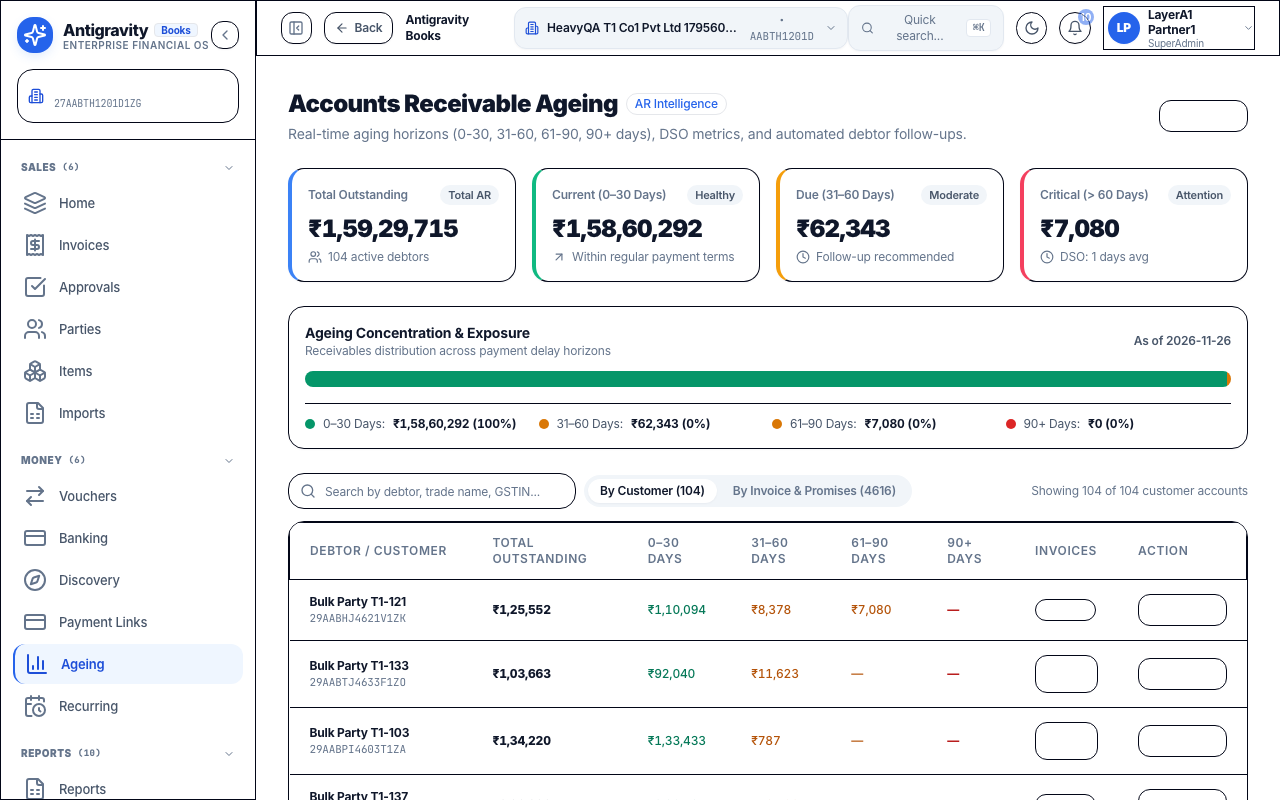 Antigravity Books
ENTERPRISE FINANCIAL OS
27AABTH1201D1ZG
SALES (6)
Home
Invoices
Approvals
Parties
Items
Imports
MONEY (6)
Vouchers
Banking
Discovery
Payment Links
Ageing
Recurring
REPORTS (10)
Reports
Back
Antigravity Books
HeavyQA T1 Co1 Pvt Ltd 179560... • AABTH1201D
Quick search... ⌘K
10
LP
LayerA1 Partner1
SuperAdmin
Accounts Receivable Ageing AR Intelligence
Real-time aging horizons (0-30, 31-60, 61-90, 90+ days), DSO metrics, and automated debtor follow-ups.
Total Outstanding Total AR
₹1,59,29,715
104 active debtors
Current (0–30 Days) Healthy
₹1,58,60,292
Within regular payment terms
Due (31–60 Days) Moderate
₹62,343
Follow-up recommended
Critical (> 60 Days) Attention
₹7,080
DSO: 1 days avg
Ageing Concentration & Exposure
Receivables distribution across payment delay horizons
As of 2026-11-26
0–30 Days: ₹1,58,60,292 (100%)
31–60 Days: ₹62,343 (0%)
61–90 Days: ₹7,080 (0%)
90+ Days: ₹0 (0%)
Search by debtor, trade name, GSTIN...
By Customer (104)
By Invoice & Promises (4616)
Showing 104 of 104 customer accounts
DEBTOR / CUSTOMER TOTAL OUTSTANDING 0–30 DAYS 31–60 DAYS 61–90 DAYS 90+ DAYS INVOICES ACTION
Bulk Party T1-121 ₹1,25,552 ₹1,10,094 ₹8,378 ₹7,080 —
29AABHJ4621V1ZK
Bulk Party T1-133 ₹1,03,663 ₹92,040 ₹11,623 — —
29AABTJ4633F1ZO
Bulk Party T1-103 ₹1,34,220 ₹1,33,433 ₹787 — —
29AABPI4603T1ZA
Bulk Party T1-137